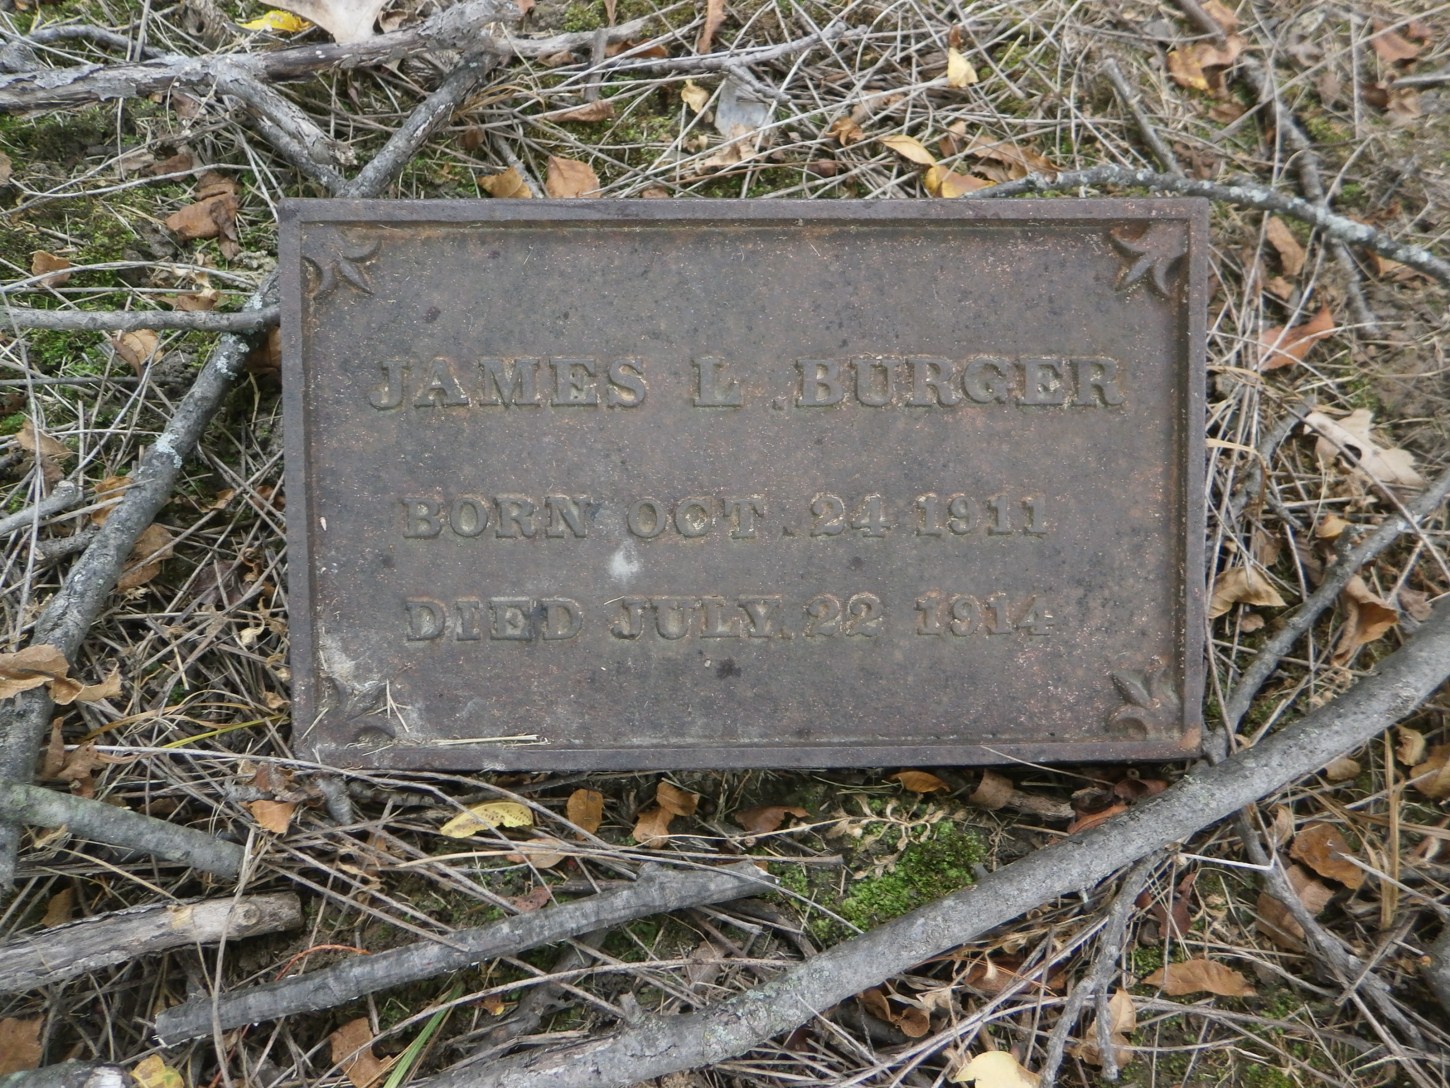 JAMES L BURGER
BORN OCT. 24 1911
DIED JULY 22 1914